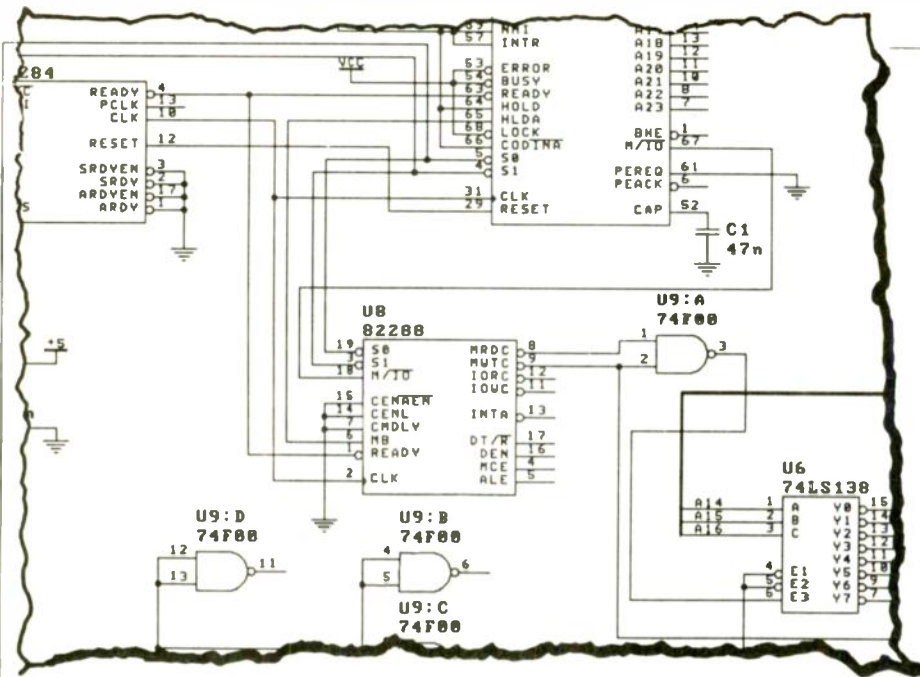 NMI
57 INTR
VCC
53 ERROR
54 BUSY
63 READY
64 HOLD
65 HLDA
68 LOCK
66 CODINA
5 S0
4 S1
31 CLK
29 RESET
A18 13
A19 12
A20 11
A21 10
A22 8
A23 7
BHE 1
M/IO 67
PEREQ 61
PEACK 6
CAP 52
C1
47n
284
READY 4
PCLK 13
CLK 10
RESET 12
SRDYEN 3
SRDY 2
ARDYEN 17
ARDY 1
S
+5
U8
82288
19 S0
3 S1
18 M/IO
15 CENAEN
14 CENL
7 CMDLY
6 MB
1 READY
2 CLK
MRDC 8
MWTC 9
IORC 12
IOWC 11
INTA 13
DT/R 17
DEN 16
MCE 4
ALE 5
U9:A
74F00
1
2
3
U6
74LS138
A14 1 A
A15 2 B
A16 3 C
4 E1
5 E2
6 E3
Y0 15
Y1 14
Y2 13
Y3 12
Y4 11
Y5 10
Y6 9
Y7 7
U9:D
74F00
12
13
11
U9:B
74F00
4
5
6
U9:C
74F00